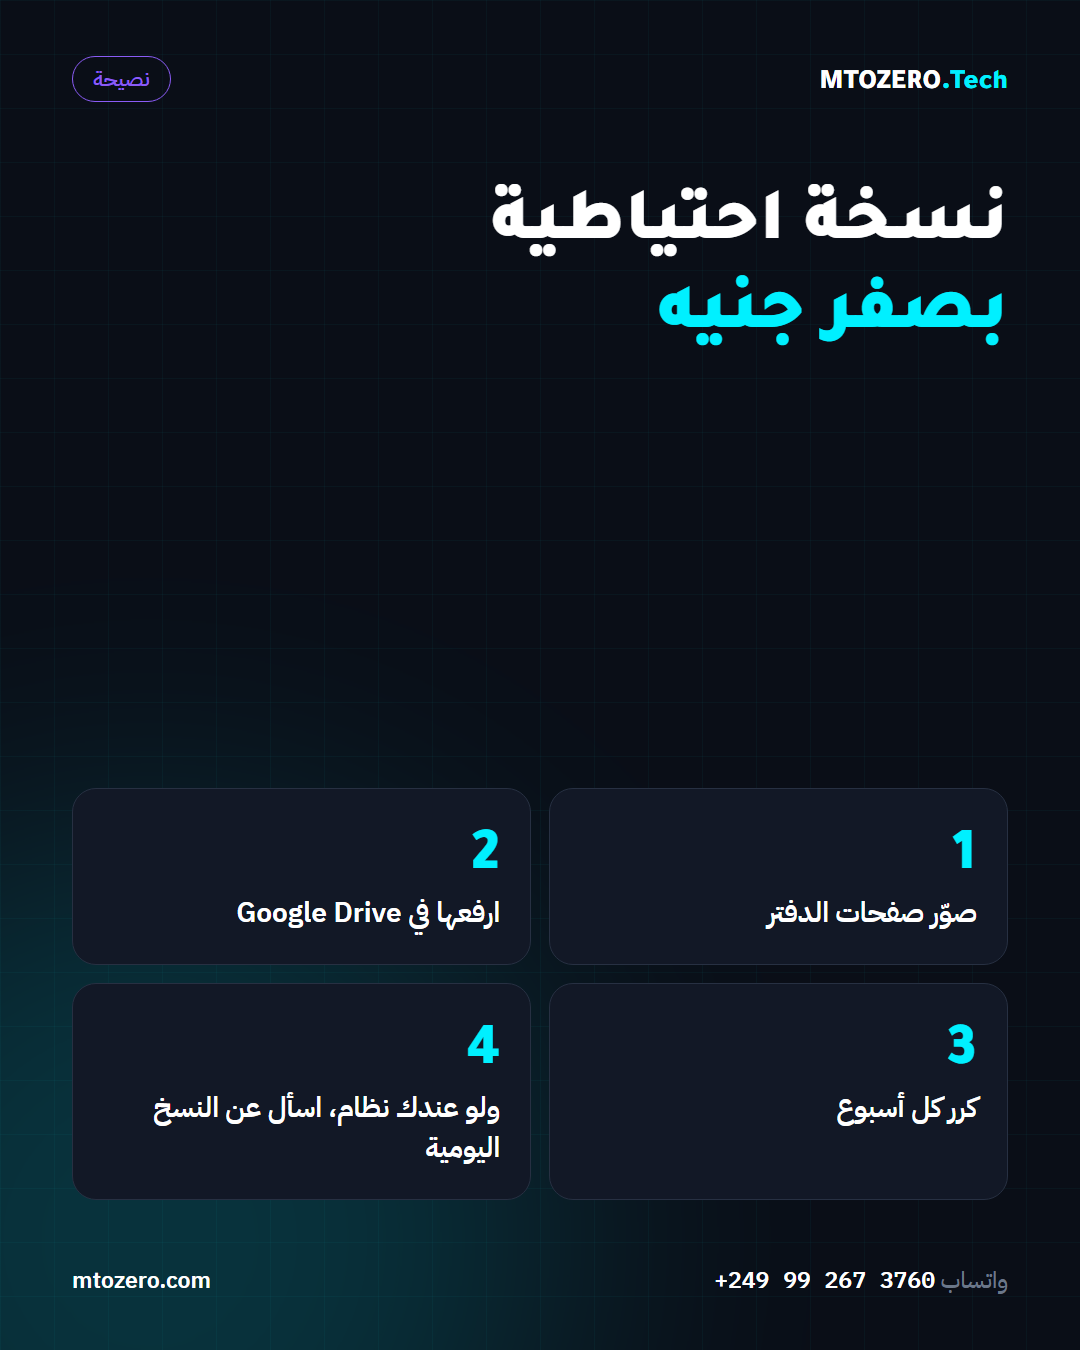 MTOZERO.Tech
نصيحة
نسخة احتياطية
بصفر جنيه
1
صوّر صفحات الدفتر
2
ارفعها في Google Drive
3
كرر كل أسبوع
4
ولو عندك نظام، اسأل عن النسخ
اليومية
واتساب +249 99 267 3760
mtozero.com